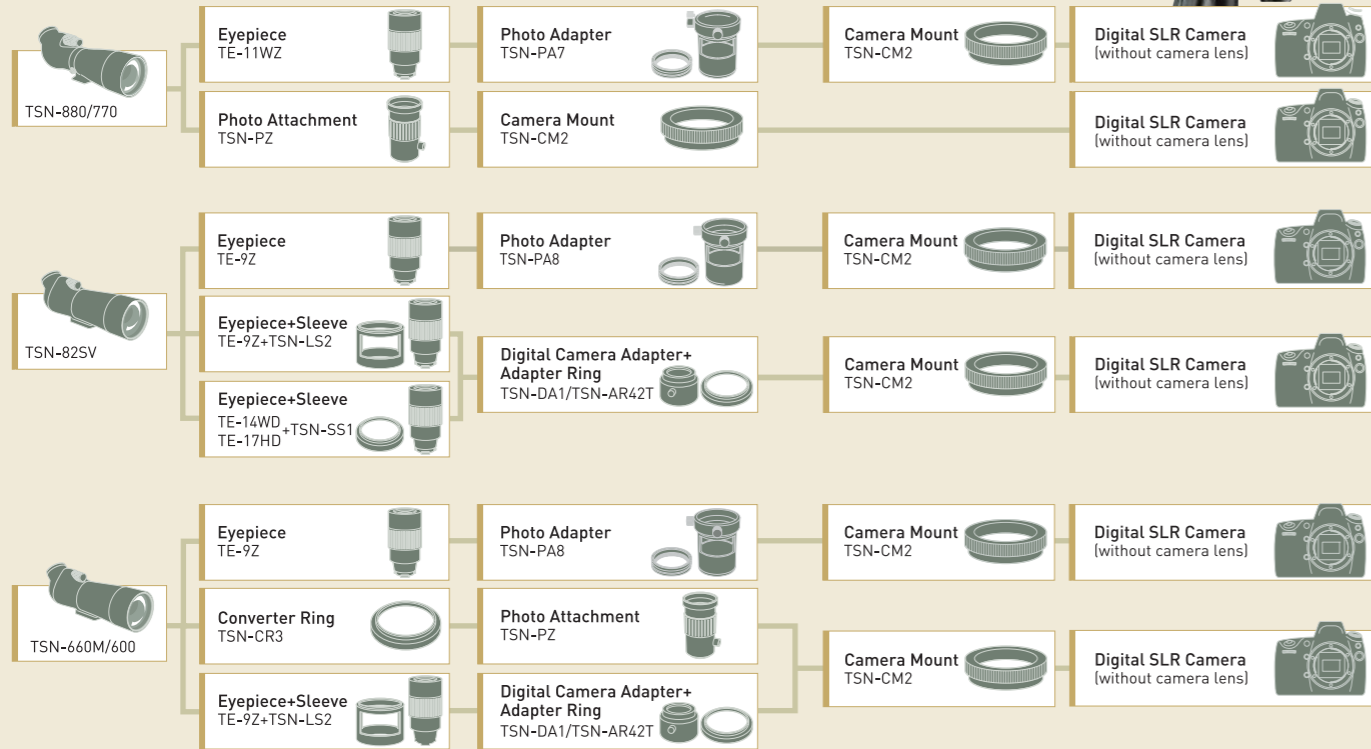 TSN-880/770
Eyepiece
TE-11WZ
Photo Adapter
TSN-PA7
Camera Mount
TSN-CM2
Digital SLR Camera
(without camera lens)
Photo Attachment
TSN-PZ
Camera Mount
TSN-CM2
Digital SLR Camera
(without camera lens)
TSN-82SV
Eyepiece
TE-9Z
Photo Adapter
TSN-PA8
Camera Mount
TSN-CM2
Digital SLR Camera
(without camera lens)
Eyepiece+Sleeve
TE-9Z+TSN-LS2
Eyepiece+Sleeve
TE-14WD
TE-17HD +TSN-SS1
Digital Camera Adapter+
Adapter Ring
TSN-DA1/TSN-AR42T
Camera Mount
TSN-CM2
Digital SLR Camera
(without camera lens)
TSN-660M/600
Eyepiece
TE-9Z
Photo Adapter
TSN-PA8
Camera Mount
TSN-CM2
Digital SLR Camera
(without camera lens)
Converter Ring
TSN-CR3
Photo Attachment
TSN-PZ
Eyepiece+Sleeve
TE-9Z+TSN-LS2
Digital Camera Adapter+
Adapter Ring
TSN-DA1/TSN-AR42T
Camera Mount
TSN-CM2
Digital SLR Camera
(without camera lens)